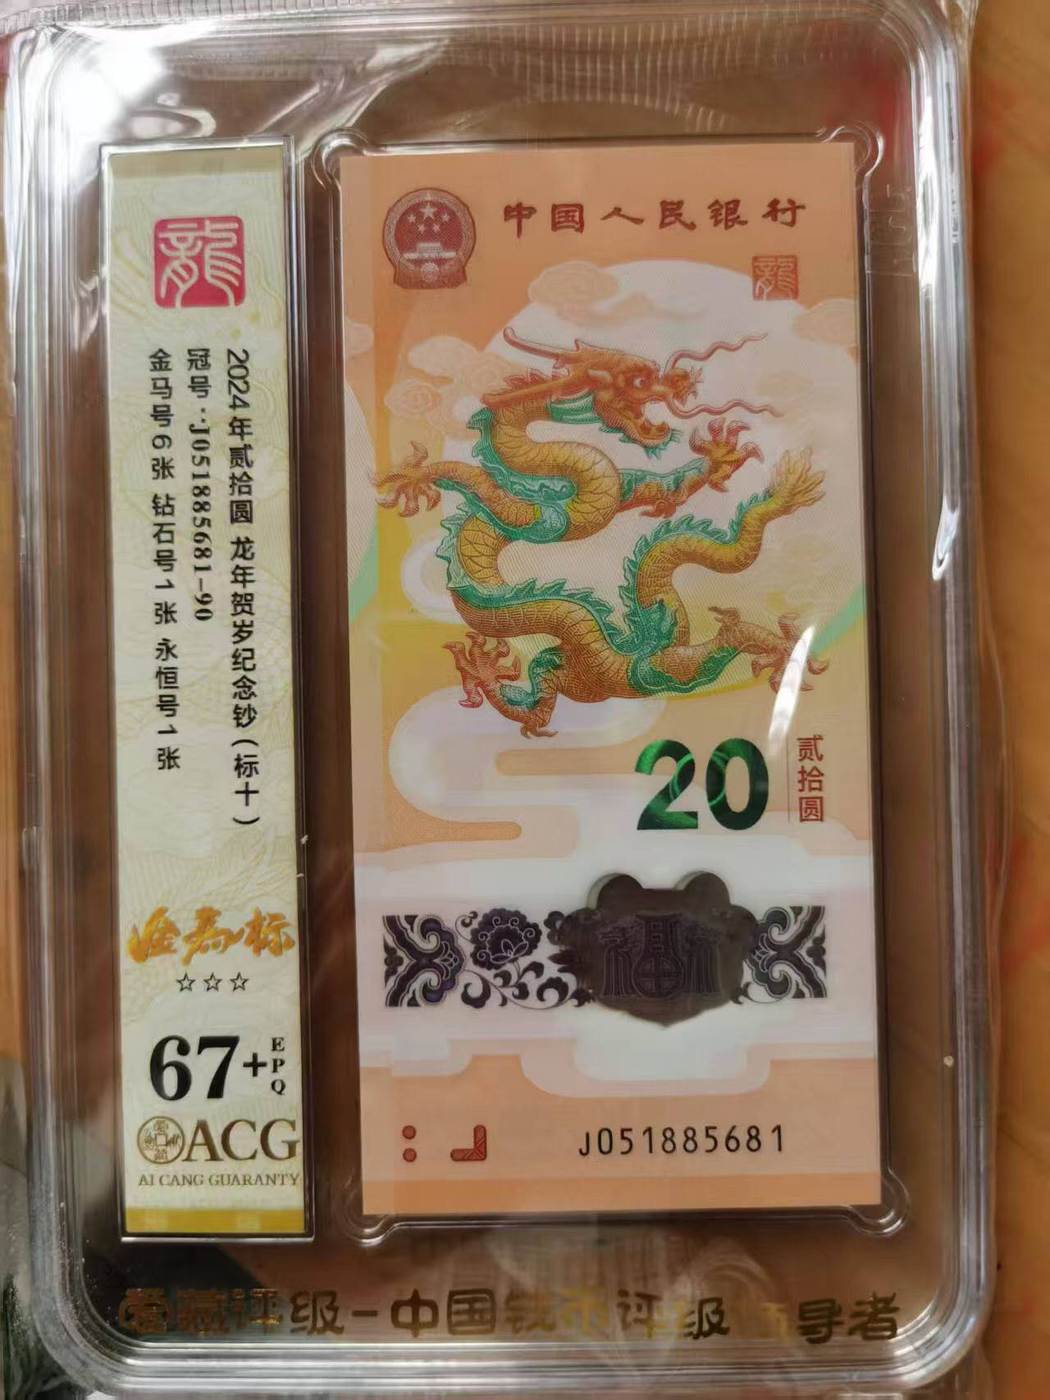 龍
2024年贰拾圆 龙年贺岁纪念钞(标十)
冠号:J051885681-90
金马号6张 钻石号1张 永恒号1张
金马标
☆☆☆
67+EPQ
ACG
AI CANG GUARANTY
中国人民银行
龍
20
贰拾圆
J051885681
爱藏评级-中国钱币评级领导者